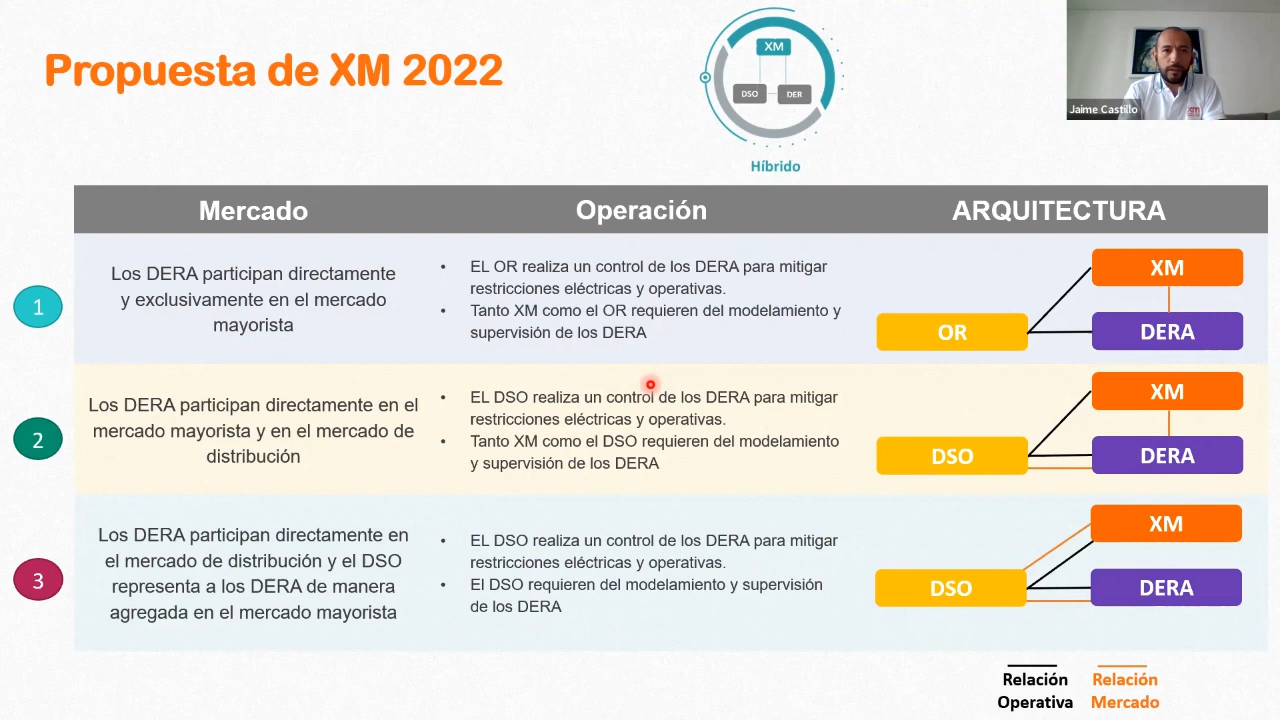 Propuesta de XM 2022
XM
DSO
DER
Híbrido
Jaime Castillo
Mercado
Operación
ARQUITECTURA
1
Los DERA participan directamente
y exclusivamente en el mercado
mayorista
• EL OR realiza un control de los DERA para mitigar
restricciones eléctricas y operativas.
• Tanto XM como el OR requieren del modelamiento y
supervisión de los DERA
XM
OR
DERA
2
Los DERA participan directamente en el
mercado mayorista y en el mercado de
distribución
• EL DSO realiza un control de los DERA para mitigar
restricciones eléctricas y operativas.
• Tanto XM como el DSO requieren del modelamiento
y supervisión de los DERA
XM
DSO
DERA
3
Los DERA participan directamente en
el mercado de distribución y el DSO
representa a los DERA de manera
agregada en el mercado mayorista
• EL DSO realiza un control de los DERA para mitigar
restricciones eléctricas y operativas.
• El DSO requieren del modelamiento y supervisión
de los DERA
XM
DSO
DERA
Relación
Operativa
Relación
Mercado